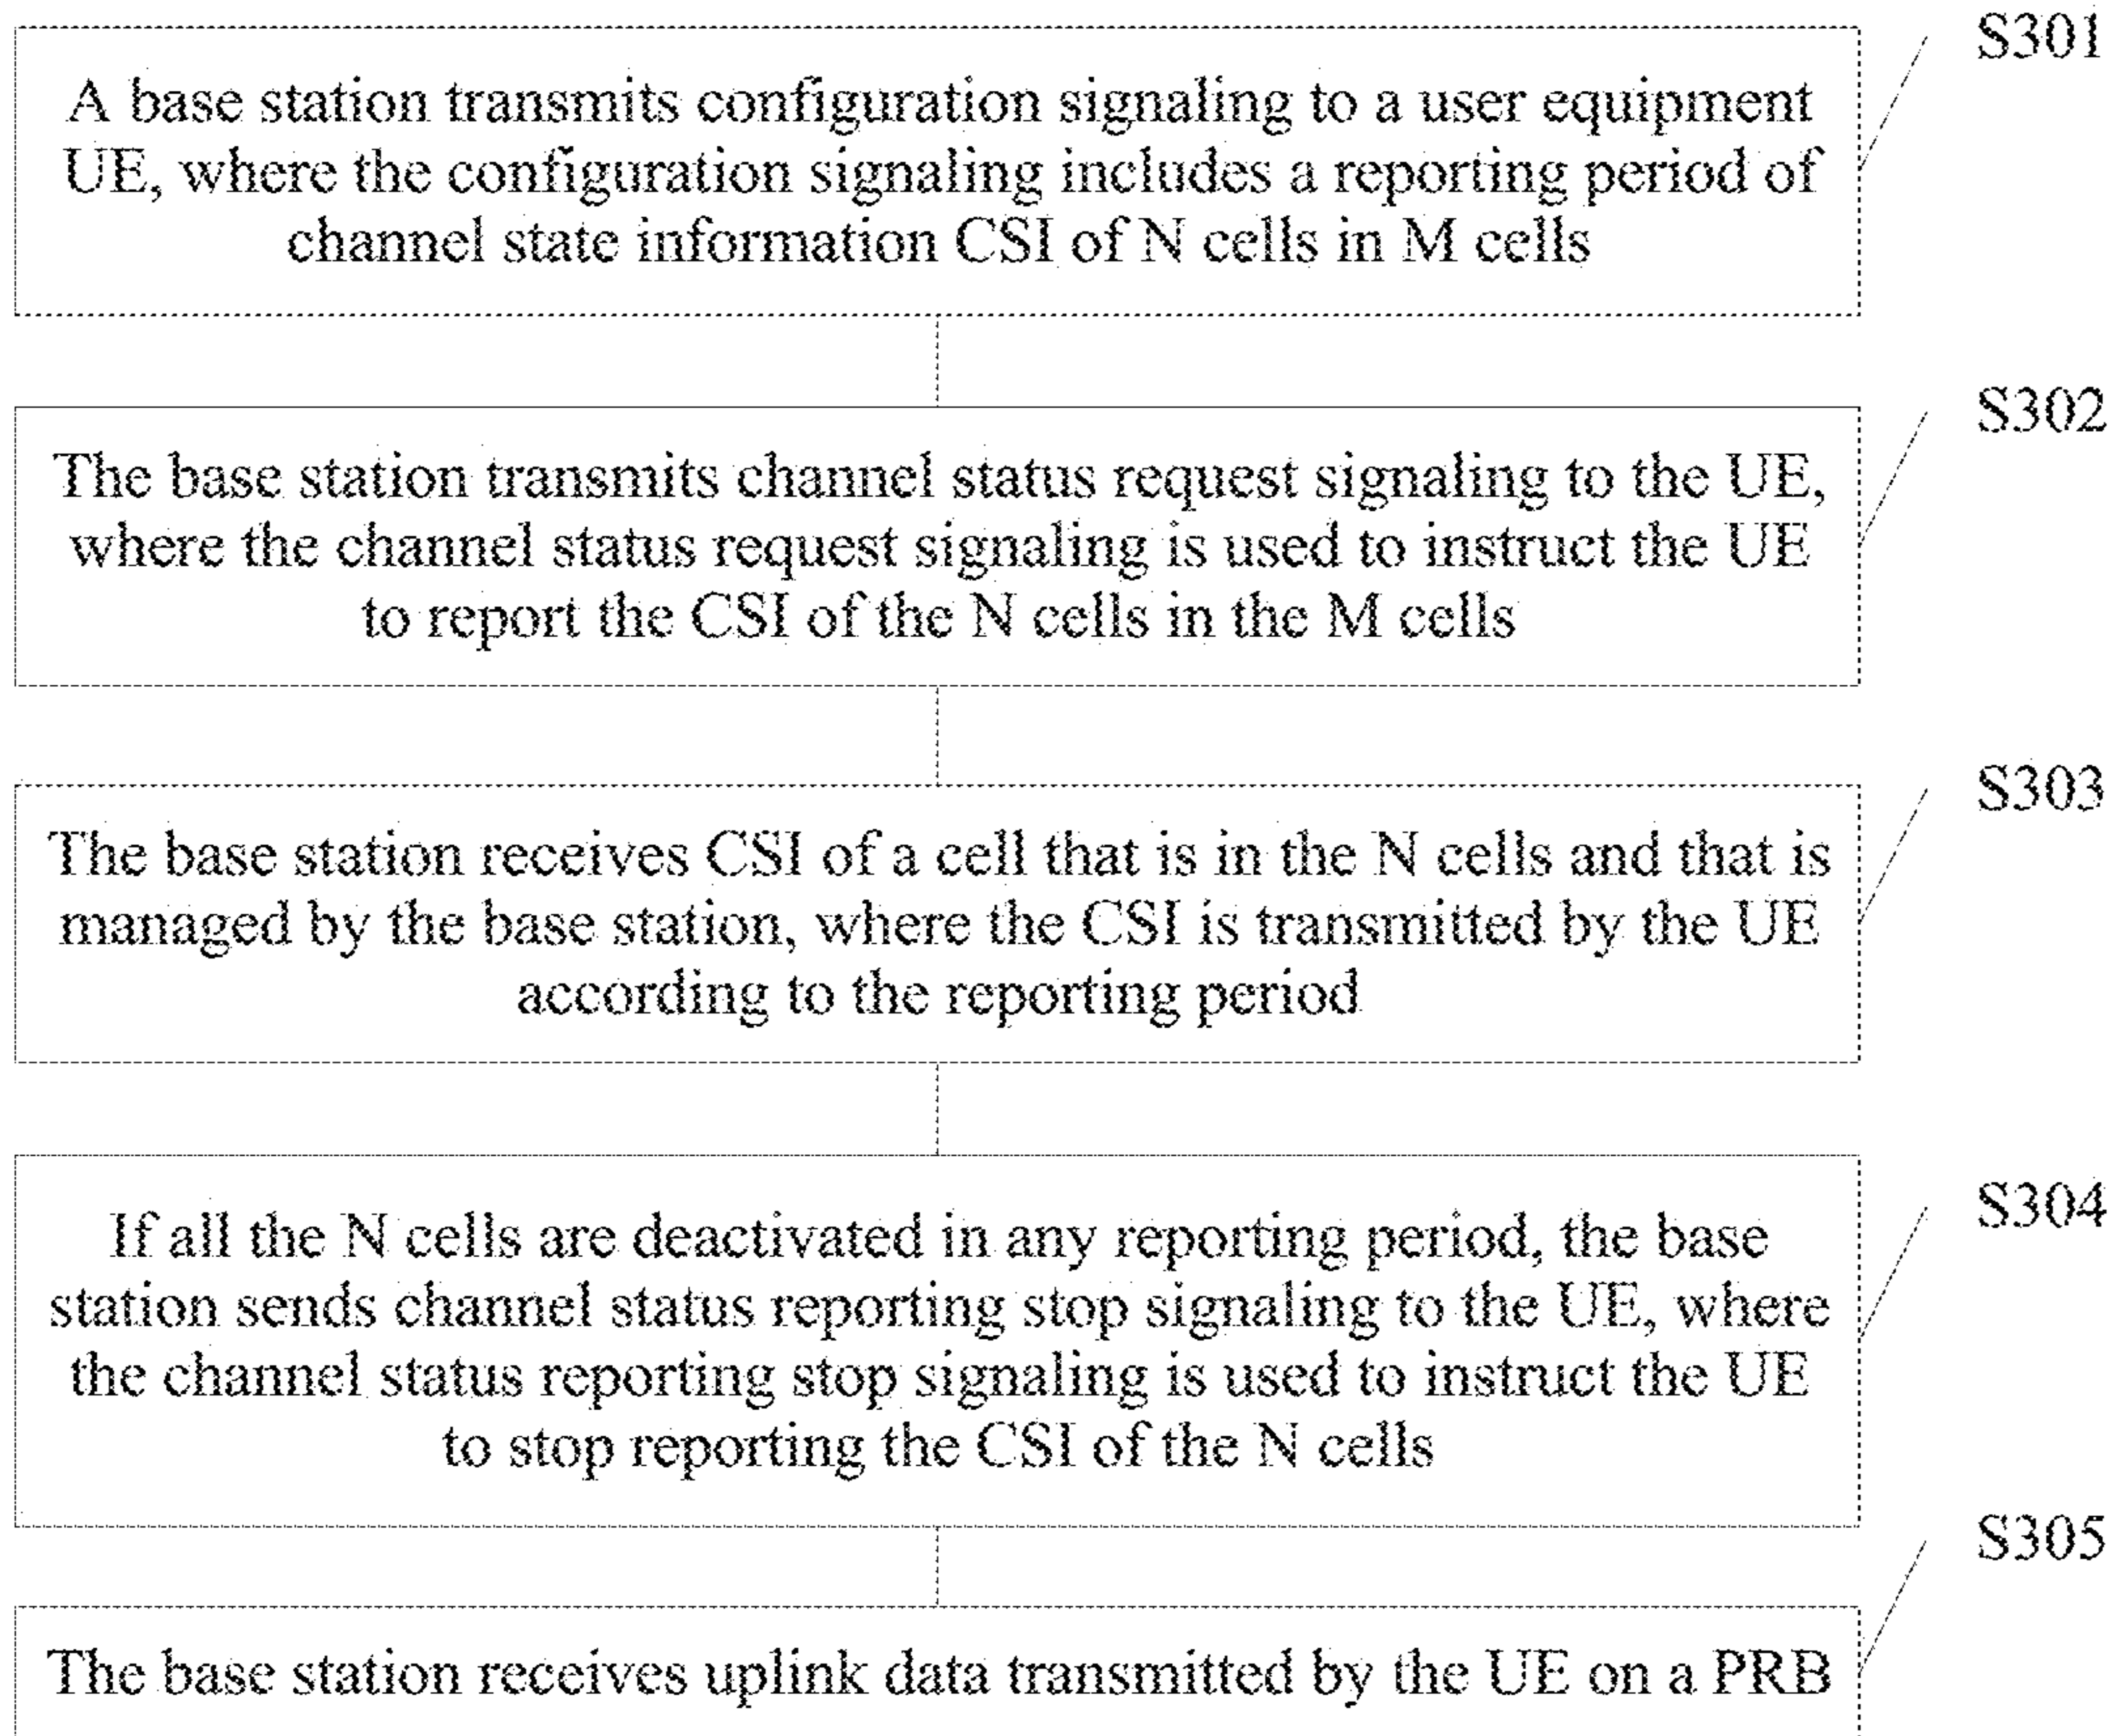 S301
A base station transmits configuration signaling to a user equipment
UE, where the configuration signaling includes a reporting period of
channel state information CSI of N cells in M cells
S302
The base station transmits channel status request signaling to the UE,
where the channel status request signaling is used to instruct the UE
to report the CSI of the N cells in the M cells
S303
The base station receives CSI of a cell that is in the N cells and that is
managed by the base station, where the CSI is transmitted by the UE
according to the reporting period
S304
If all the N cells are deactivated in any reporting period, the base
station sends channel status reporting stop signaling to the UE, where
the channel status reporting stop signaling is used to instruct the UE
to stop reporting the CSI of the N cells
S305
The base station receives uplink data transmitted by the UE on a PRB